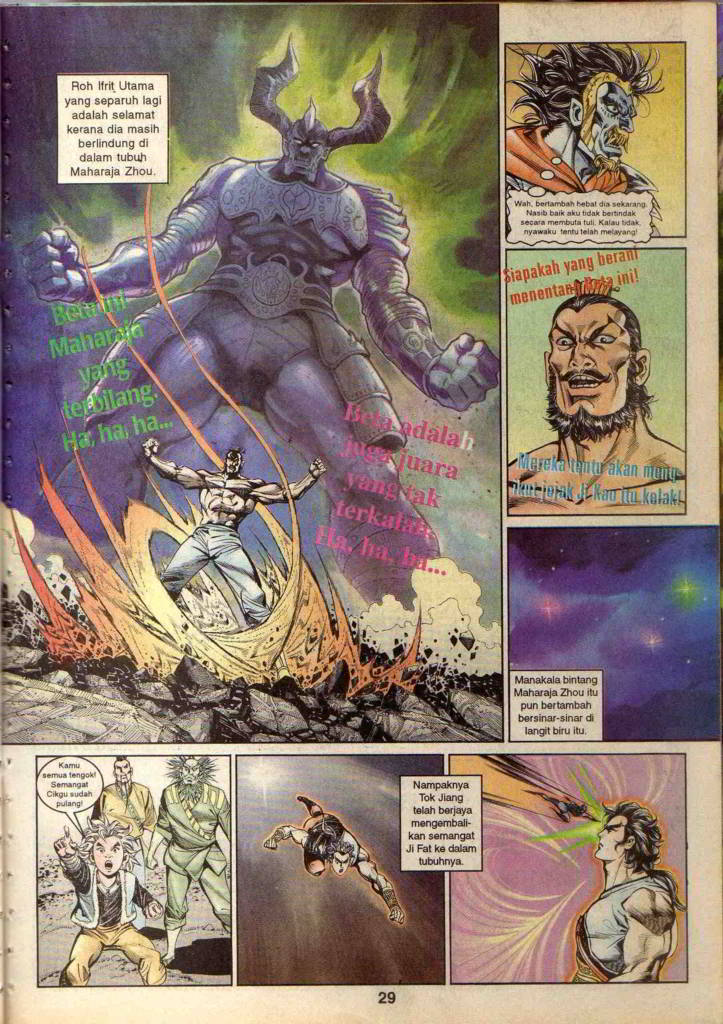 Roh Ifrit Utama
yang separuh lagi
adalah selamat
kerana dia masih
berlindung di
dalam tubuh
Maharaja Zhou.
Beta ini
Maharaja
yang
terbilang.
Ha, ha, ha...
Beta adalah
juga juara
yang tak
terkalah.
Ha, ha, ha...
Wah, bertambah hebat dia sekarang.
Nasib baik aku tidak bertindak
secara membuta tuli. Kalau tidak,
nyawaku tentu telah melayang!
Siapakah yang berani
menentang Beta ini!
Mereka tentu akan meng-
ikut jejak Ji Kau itu kelak!
Manakala bintang
Maharaja Zhou itu
pun bertambah
bersinar-sinar di
langit biru itu.
Kamu
semua tengok!
Semangat
Cikgu sudah
pulang!
Nampaknya
Tok Jiang
telah berjaya
mengembali-
kan semangat
Ji Fat ke dalam
tubuhnya.
29